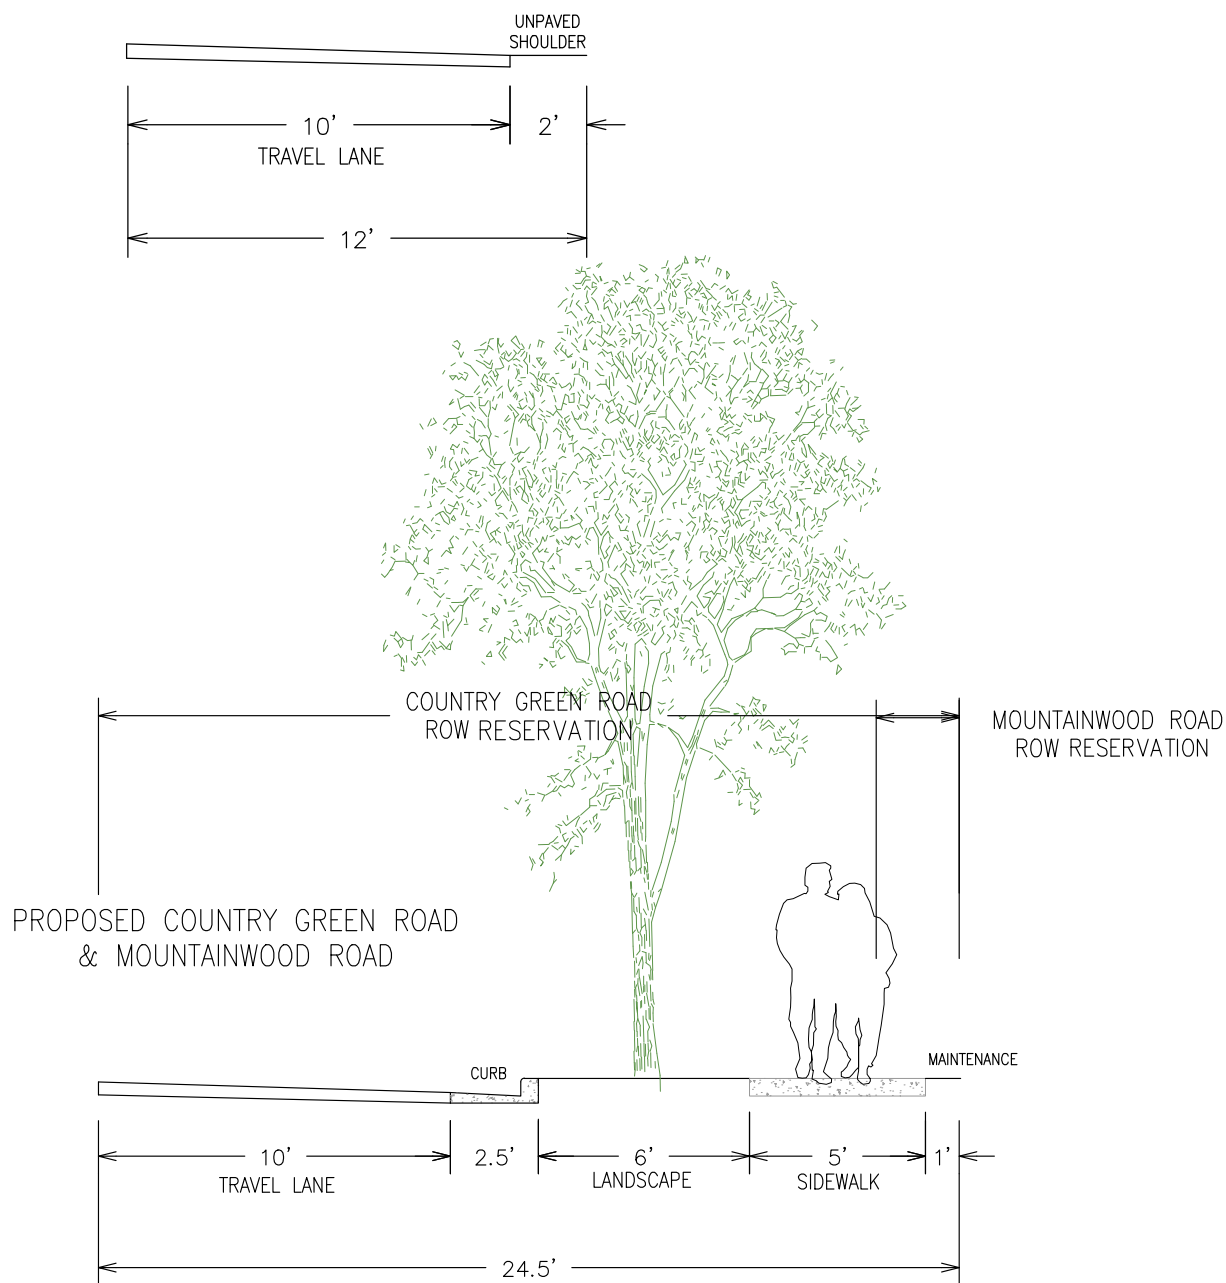 UNPAVED
SHOULDER
10' 2'
TRAVEL LANE
12'
COUNTRY GREEN ROAD
ROW RESERVATION
MOUNTAINWOOD ROAD
ROW RESERVATION
PROPOSED COUNTRY GREEN ROAD
& MOUNTAINWOOD ROAD
CURB
MAINTENANCE
10' 2.5' 6' 5' 1'
TRAVEL LANE
LANDSCAPE
SIDEWALK
24.5'